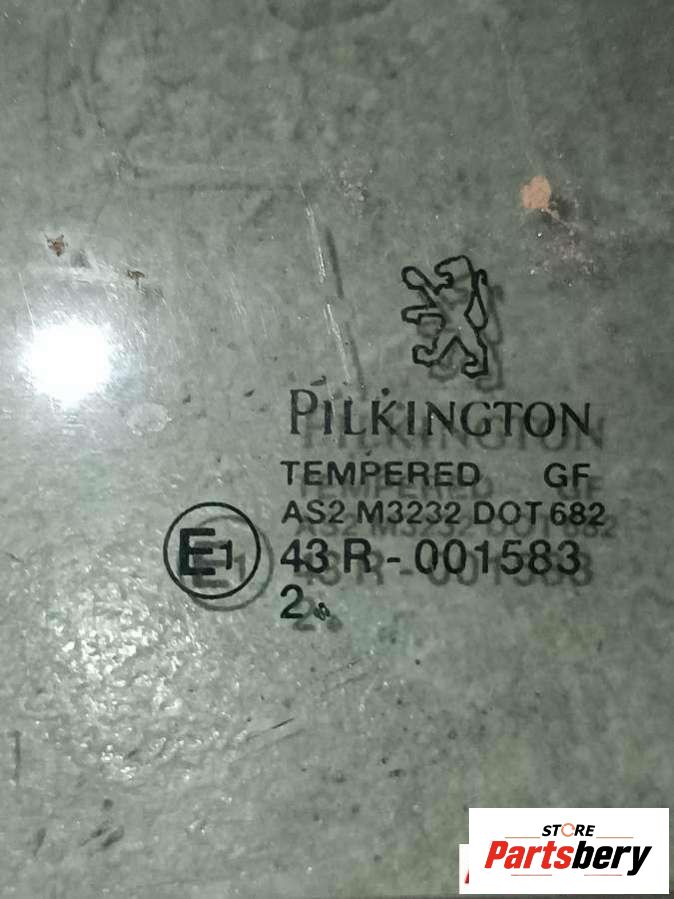 PILKINGTON
TEMPERED GF
AS2 M3232 DOT 682
E1 43 R - 001583
2
STORE
Partsbery